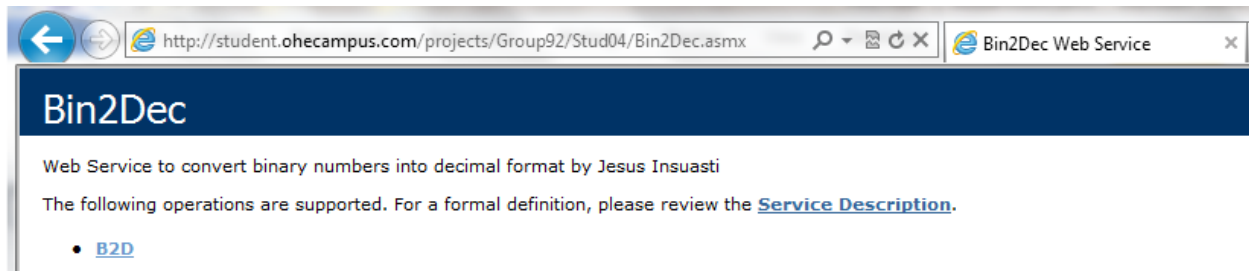 http://student.ohecampus.com/projects/Group92/Stud04/Bin2Dec.asmx Bin2Dec Web Service
Bin2Dec
Web Service to convert binary numbers into decimal format by Jesus Insuasti
The following operations are supported. For a formal definition, please review the Service Description.
• B2D